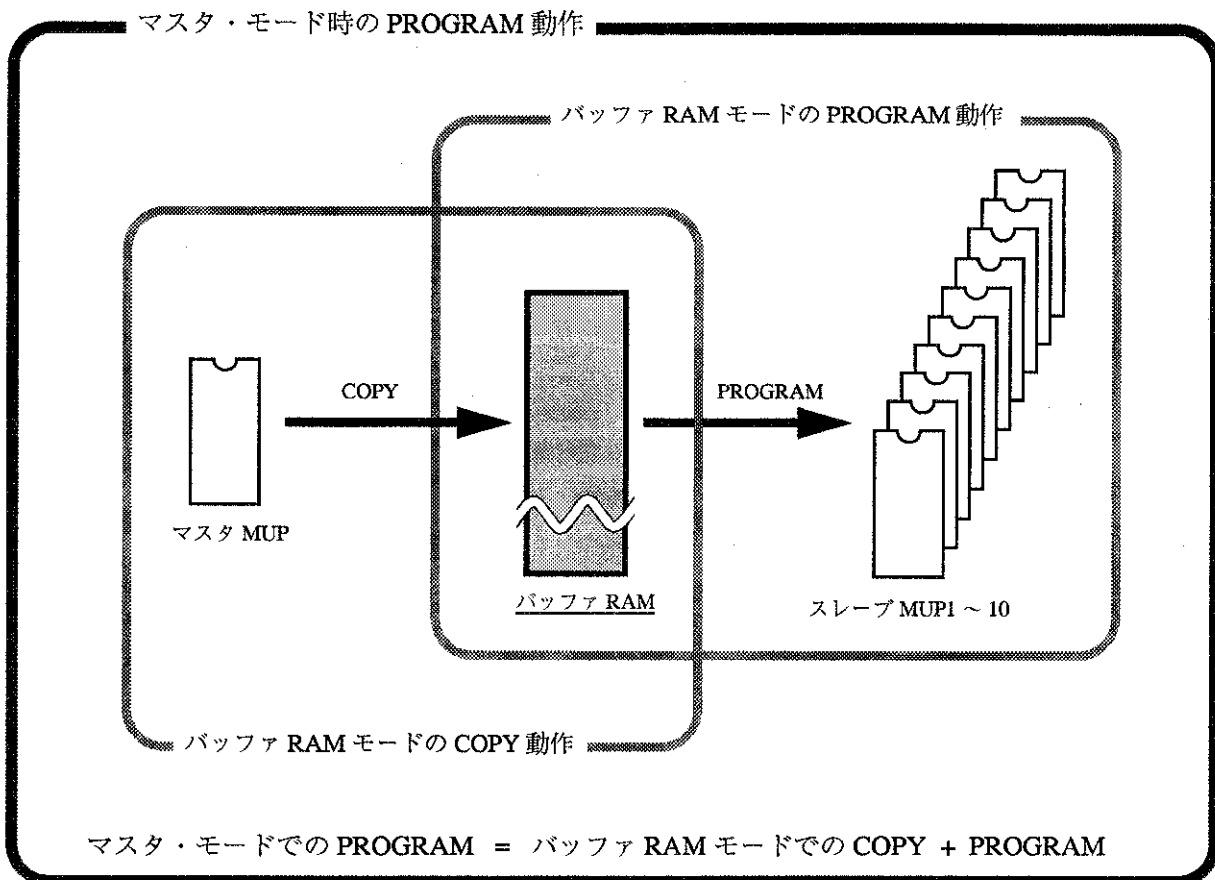 マスタ・モード時の PROGRAM 動作
バッファ RAM モードの PROGRAM 動作
COPY
PROGRAM
マスタ MUP
バッファ RAM
スレーブ MUP1 ～ 10
バッファ RAM モードの COPY 動作
マスタ・モードでの PROGRAM = バッファ RAM モードでの COPY + PROGRAM